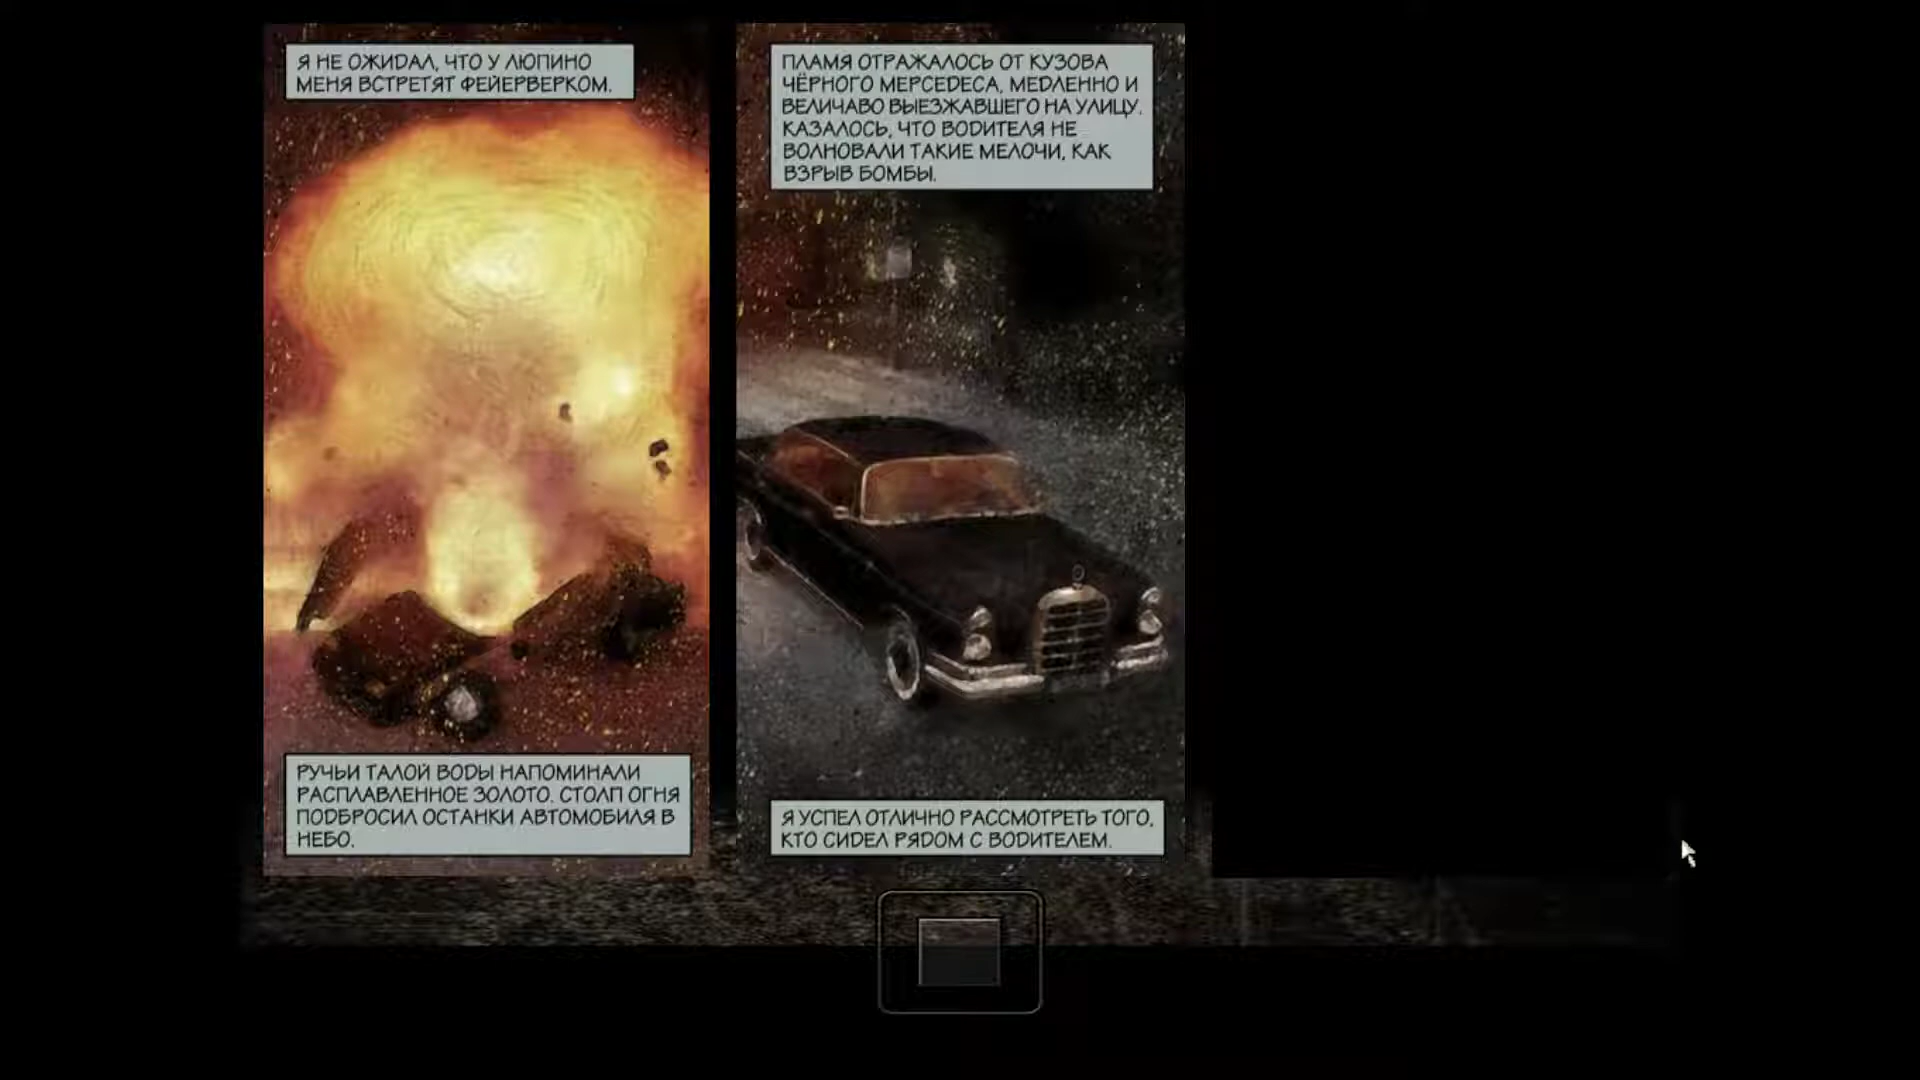 Я НЕ ОЖИДАЛ, ЧТО У ЛЮПИНО
МЕНЯ ВСТРЕТЯТ ФЕЙЕРВЕРКОМ.
РУЧЬИ ТАЛОЙ ВОДЫ НАПОМИНАЛИ
РАСПЛАВЛЕННОЕ ЗОЛОТО. СТОЛП ОГНЯ
ПОДБРОСИЛ ОСТАНКИ АВТОМОБИЛЯ В
НЕБО.
ПЛАМЯ ОТРАЖАЛОСЬ ОТ КУЗОВА
ЧЁРНОГО МЕРСЕДЕСА, МЕДЛЕННО И
ВЕЛИЧАВО ВЫЕЗЖАВШЕГО НА УЛИЦУ.
КАЗАЛОСЬ, ЧТО ВОДИТЕЛЯ НЕ
ВОЛНОВАЛИ ТАКИЕ МЕЛОЧИ, КАК
ВЗРЫВ БОМБЫ.
Я УСПЕЛ ОТЛИЧНО РАССМОТРЕТЬ ТОГО,
КТО СИДЕЛ РЯДОМ С ВОДИТЕЛЕМ.